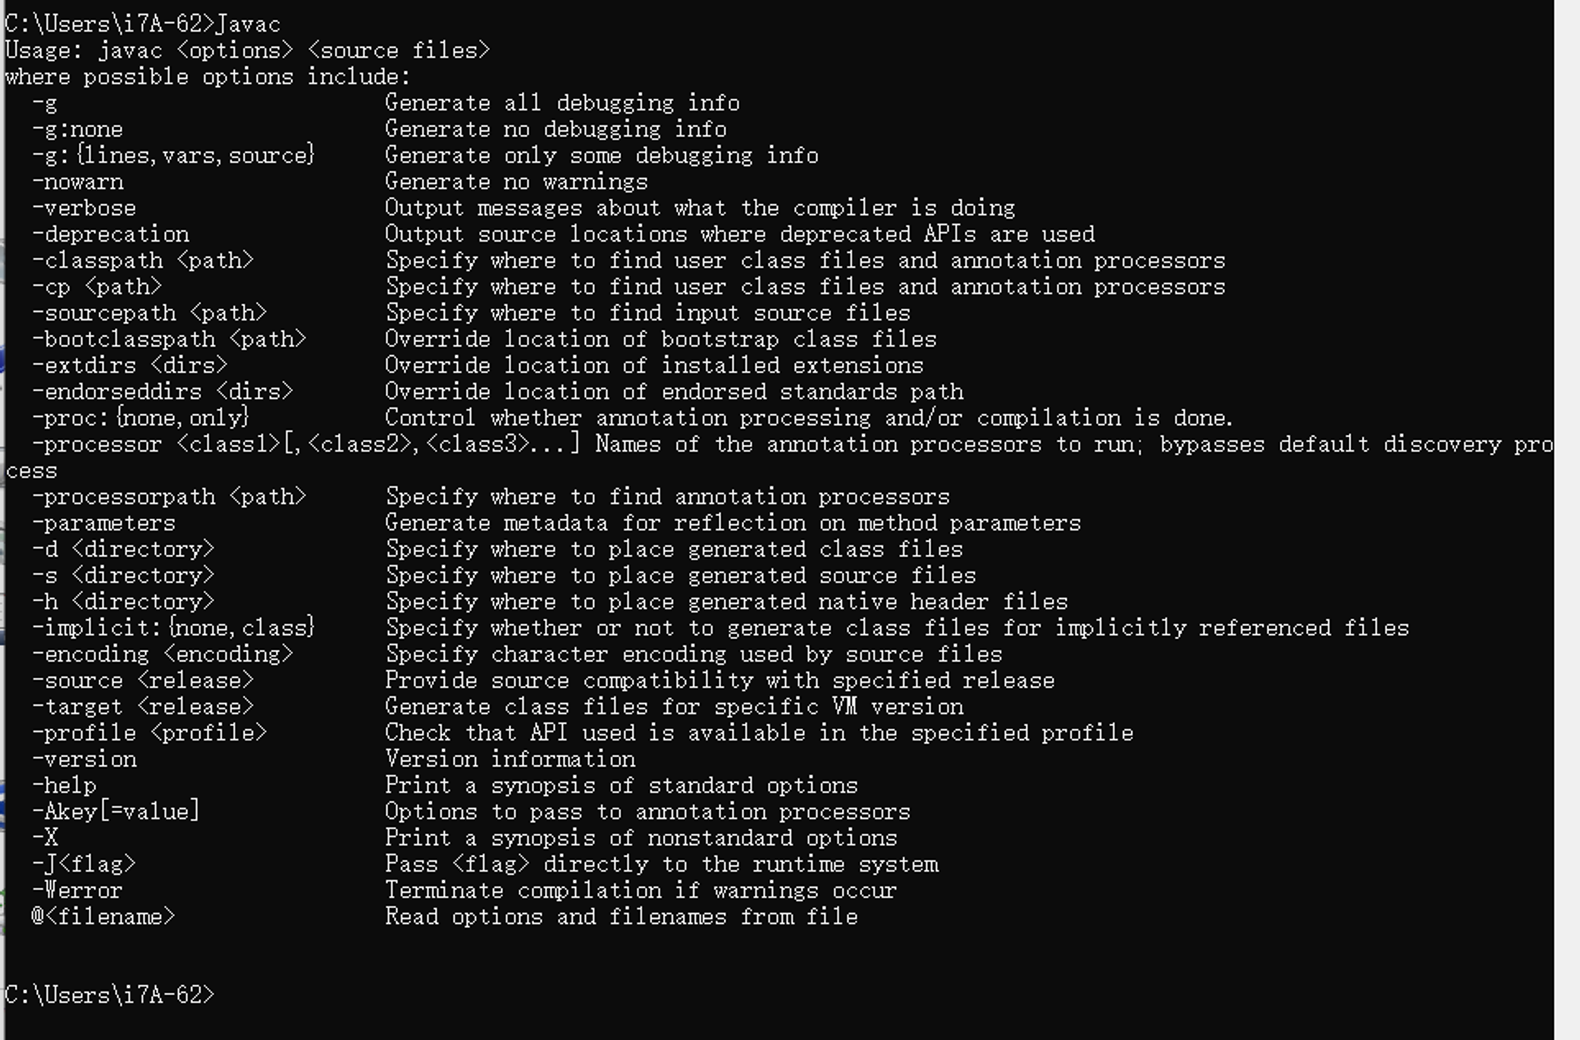 C:\Users\i7A-62>Javac
Usage: javac <options> <source files>
where possible options include:
  -g                         Generate all debugging info
  -g:none                    Generate no debugging info
  -g:{lines,vars,source}     Generate only some debugging info
  -nowarn                    Generate no warnings
  -verbose                   Output messages about what the compiler is doing
  -deprecation               Output source locations where deprecated APIs are used
  -classpath <path>          Specify where to find user class files and annotation processors
  -cp <path>                 Specify where to find user class files and annotation processors
  -sourcepath <path>         Specify where to find input source files
  -bootclasspath <path>      Override location of bootstrap class files
  -extdirs <dirs>            Override location of installed extensions
  -endorseddirs <dirs>       Override location of endorsed standards path
  -proc:{none,only}          Control whether annotation processing and/or compilation is done.
  -processor <class1>[,<class2>,<class3>...] Names of the annotation processors to run; bypasses default discovery pro
cess
  -processorpath <path>      Specify where to find annotation processors
  -parameters                Generate metadata for reflection on method parameters
  -d <directory>             Specify where to place generated class files
  -s <directory>             Specify where to place generated source files
  -h <directory>             Specify where to place generated native header files
  -implicit:{none,class}     Specify whether or not to generate class files for implicitly referenced files
  -encoding <encoding>       Specify character encoding used by source files
  -source <release>          Provide source compatibility with specified release
  -target <release>          Generate class files for specific VM version
  -profile <profile>         Check that API used is available in the specified profile
  -version                   Version information
  -help                      Print a synopsis of standard options
  -Akey[=value]              Options to pass to annotation processors
  -X                         Print a synopsis of nonstandard options
  -J<flag>                   Pass <flag> directly to the runtime system
  -Werror                    Terminate compilation if warnings occur
  @<filename>                Read options and filenames from file
C:\Users\i7A-62>